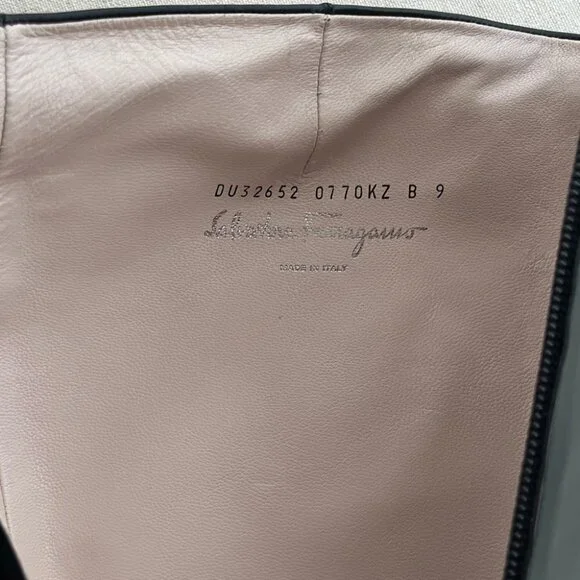 DU32652 0770KZ B 9
Salvatore Ferragamo
MADE IN ITALY